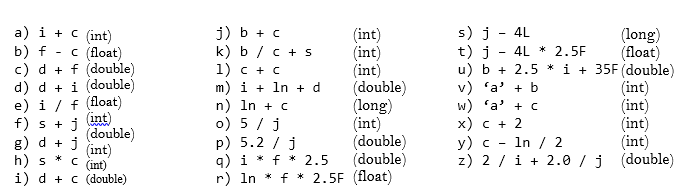 a) i + c (int)
b) f - c (float)
c) d + f (double)
d) d + i (double)
e) i / f (float)
f) s + j (int)
g) d + j (double)
h) s * c (int)
(int)
i) d + c (double)
j) b + c (int)
k) b / c + s (int)
l) c + c (int)
m) i + ln + d (double)
n) ln + c (long)
o) 5 / j (int)
p) 5.2 / j (double)
q) i * f * 2.5 (double)
r) ln * f * 2.5F (float)
s) j - 4L (long)
t) j - 4L * 2.5F (float)
u) b + 2.5 * i + 35F (double)
v) ‘a’ + b (int)
w) ‘a’ + c (int)
x) c + 2 (int)
y) c - ln / 2 (int)
z) 2 / i + 2.0 / j (double)